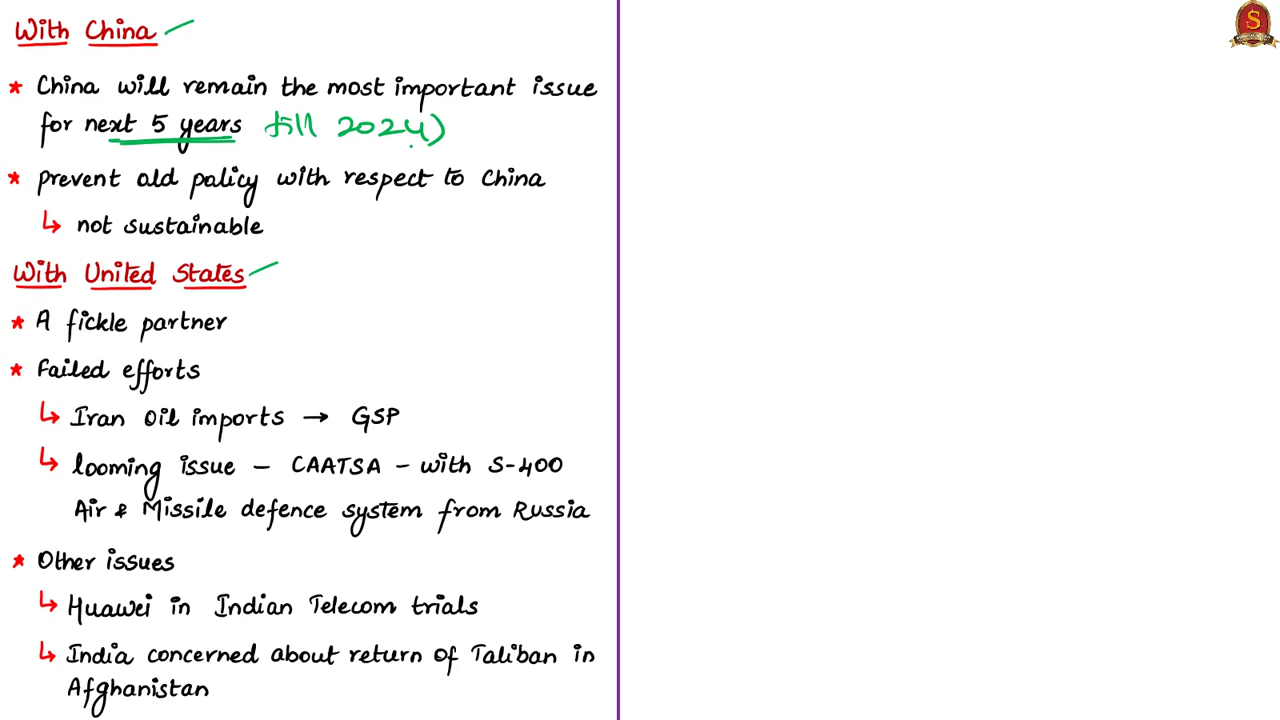 With China
* China will remain the most important issue
for next 5 years till 2024)
* prevent old policy with respect to China
↳ not sustainable
With United States
* A fickle partner
* Failed efforts
↳ Iran Oil imports → GSP
↳ looming issue – CAATSA – with S-400
Air & Missile defence system from Russia
* Other issues
↳ Huawei in Indian Telecom trials
↳ India concerned about return of Taliban in
Afghanistan
S